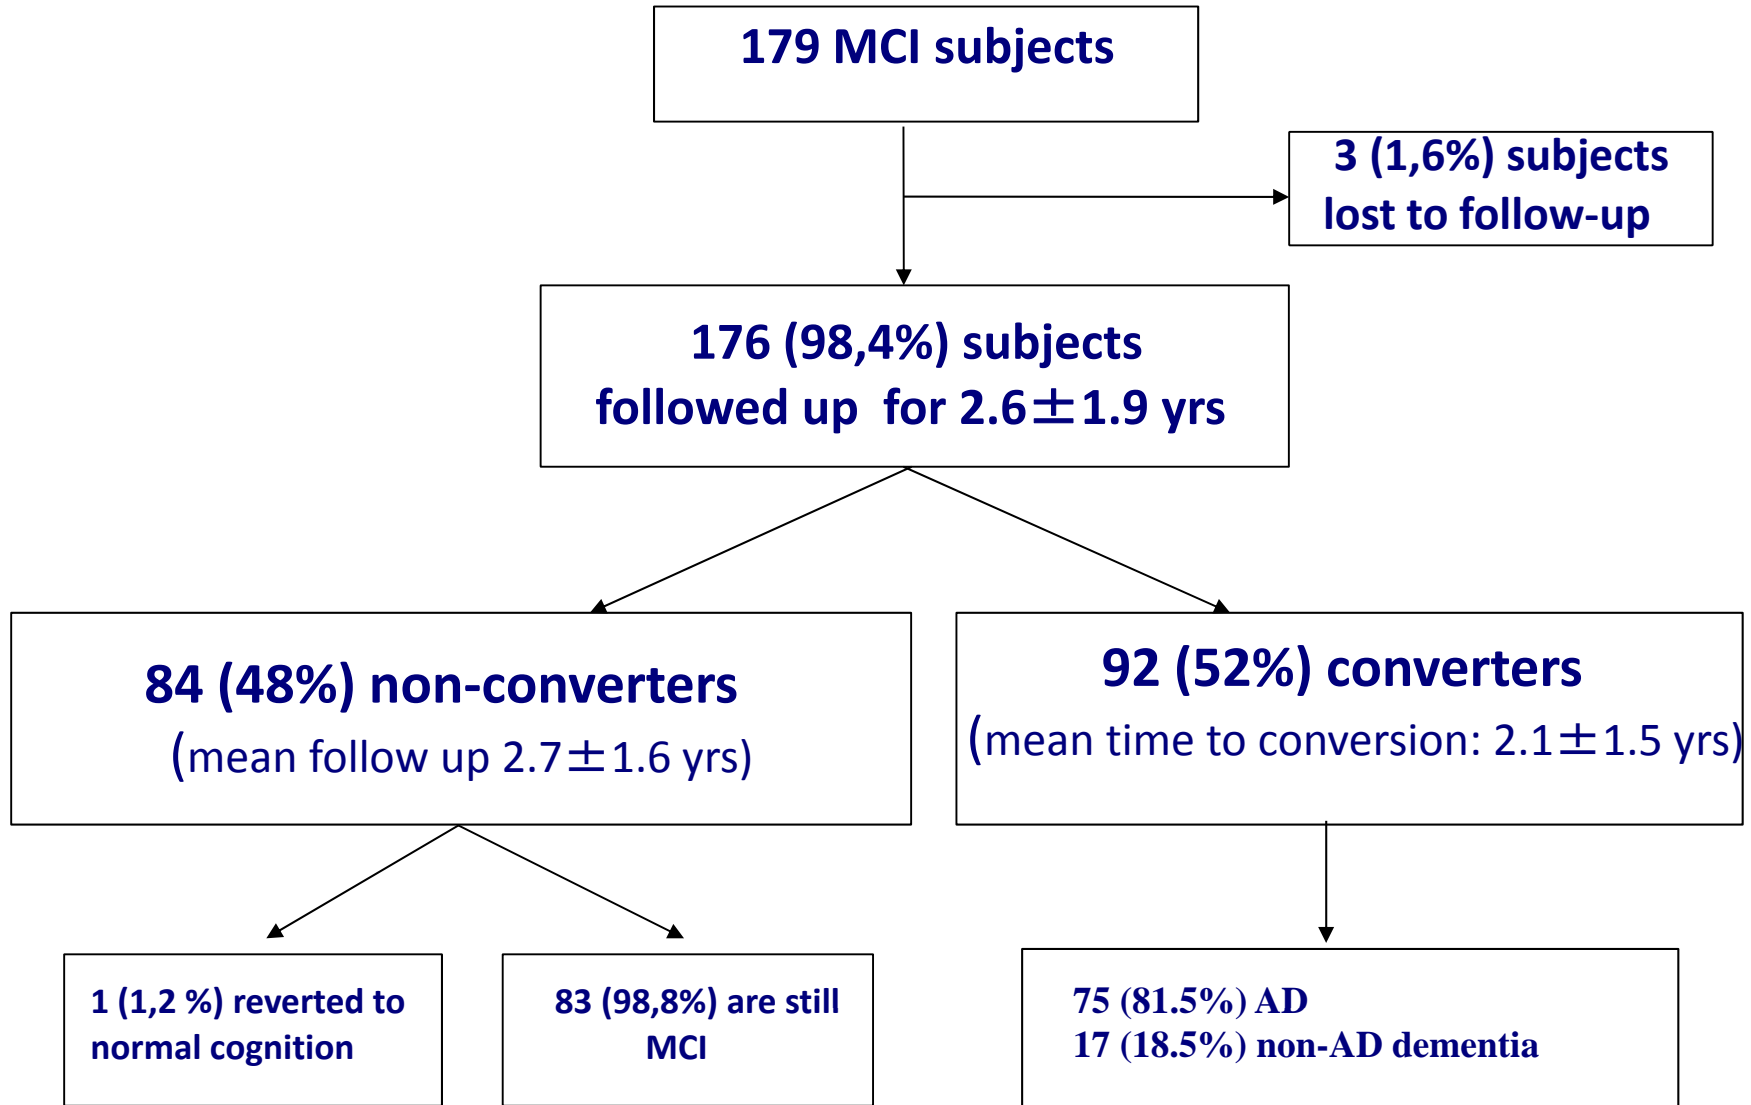 179 MCI subjects
3 (1,6%) subjects
lost to follow-up
176 (98,4%) subjects
followed up for 2.6±1.9 yrs
84 (48%) non-converters
(mean follow up 2.7±1.6 yrs)
92 (52%) converters
(mean time to conversion: 2.1±1.5 yrs)
1 (1,2 %) reverted to
normal cognition
83 (98,8%) are still
MCI
75 (81.5%) AD
17 (18.5%) non-AD dementia